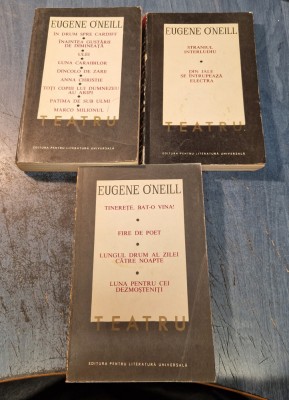 EUGENE O'NEILL
ÎN DRUM SPRE CARDIFF
ÎNAINTEA GUSTĂRII
DE DIMINEAȚĂ
ULEI
LUNA CARAIBILOR
DINCOLO DE ZARE
ANNA CHRISTIE
TOȚI COPIII LUI DUMNEZEU
AU ARIPI
PATIMA DE SUB ULMI
MARCO MILIONUL
TEATRU
EDITURA PENTRU LITERATURĂ UNIVERSALĂ
EUGENE O'NEILL
STRANIUL
INTERLUDIU
DIN JALE
SE ÎNTRUPEAZĂ
ELECTRA
TEATRU
EDITURA PENTRU LITERATURĂ UNIVERSALĂ
EUGENE O'NEILL
TINEREȚE, BAT-O VINA!
FIRE DE POET
LUNGUL DRUM AL ZILEI
CĂTRE NOAPTE
LUNA PENTRU CEI
DEZMOȘTENIȚI
TEATRU
EDITURA PENTRU LITERATURĂ UNIVERSALĂ